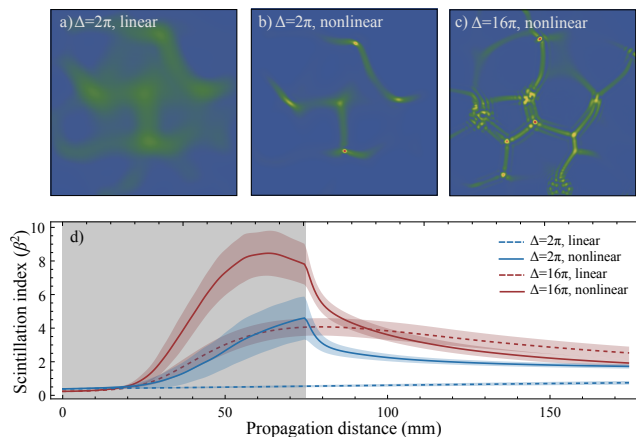 a) Δ=2π, linear
b) Δ=2π, nonlinear
c) Δ=16π, nonlinear
d)
Scintillation index (β²)
10
8
6
4
2
0
Δ=2π, linear
Δ=2π, nonlinear
Δ=16π, linear
Δ=16π, nonlinear
0 50 100 150
Propagation distance (mm)